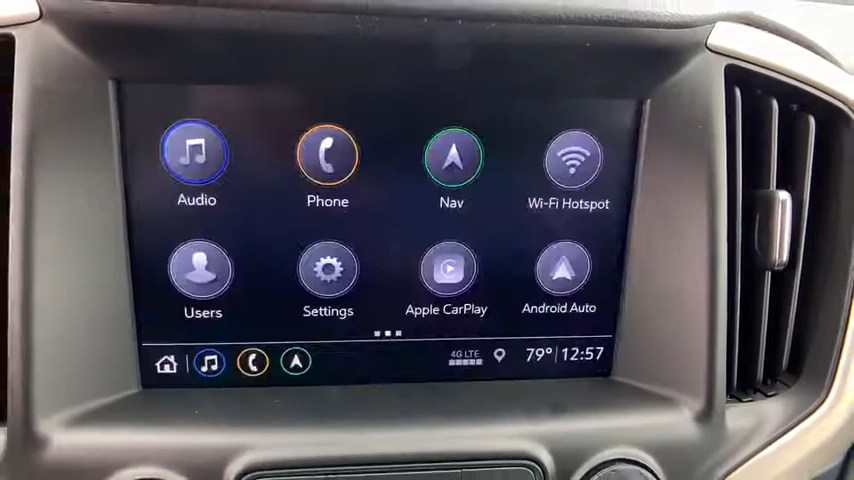 Audio
Phone
Nav
Wi-Fi Hotspot
Users
Settings
Apple CarPlay
Android Auto
4G LTE
79° 12:57